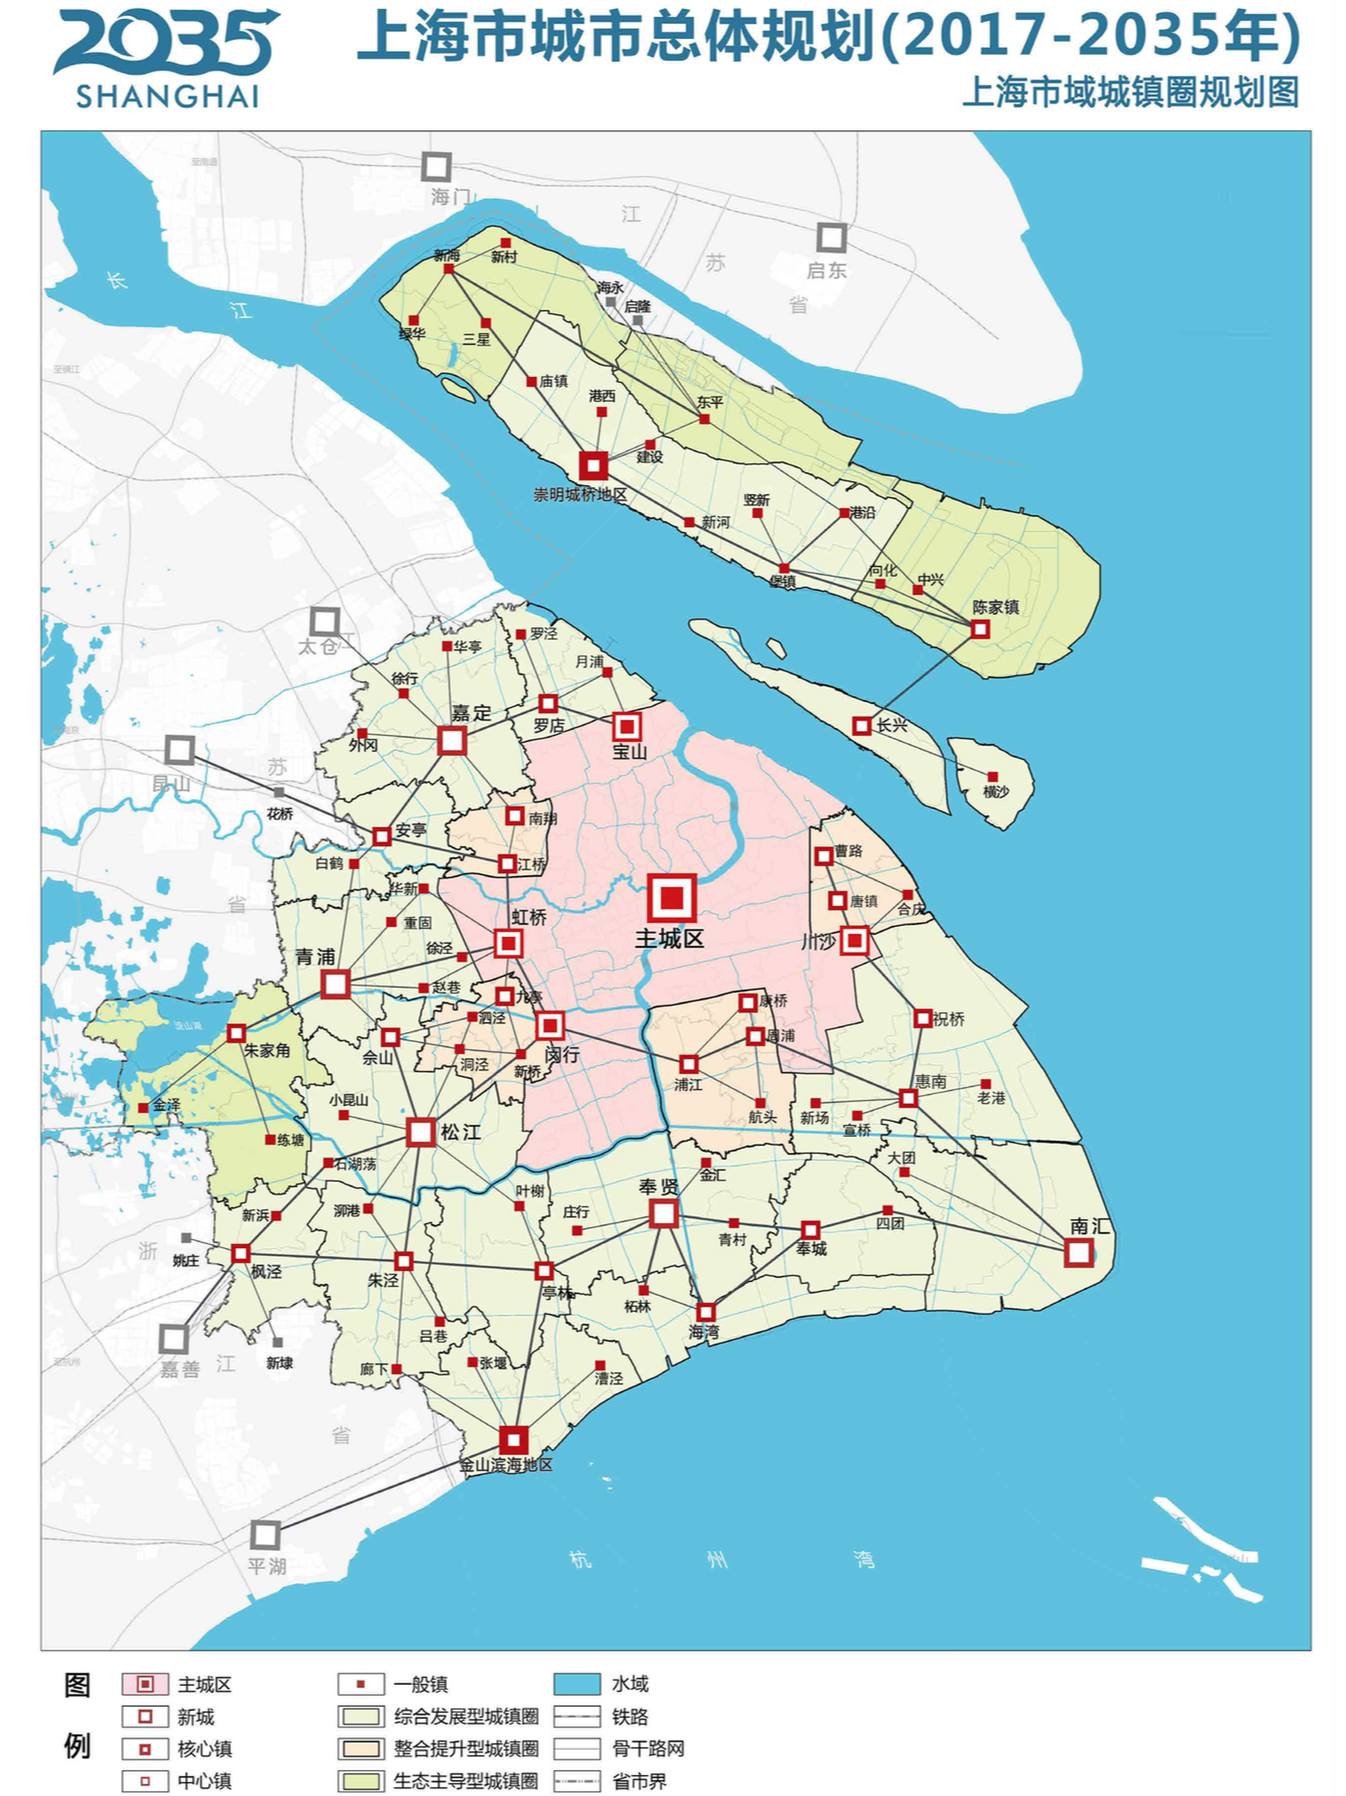 2035
SHANGHAI
上海市城市总体规划(2017-2035年)
上海市域城镇圈规划图
至南通
海门
江
苏
省
启东
长
江
新海
新村
海永
启隆
绿华
三星
至镇江
庙镇
港西
东平
建设
崇明城桥地区
新河
竖新
港沿
堡镇
向化
中兴
陈家镇
太仓
江
罗泾
华亭
月浦
徐行
嘉定
罗店
宝山
外冈
长兴
横沙
昆山
苏
花桥
安亭
南翔
江桥
白鹤
曹路
华新
唐镇
合庆
省
重固
虹桥
主城区
川沙
徐泾
青浦
赵巷
九亭
康桥
泗泾
祝桥
淀山湖
朱家角
佘山
闵行
周浦
洞泾
新桥
浦江
惠南
老港
金泽
小昆山
航头
新场
宣桥
练塘
松江
石湖荡
大团
金汇
叶榭
奉贤
新浜
泖港
庄行
青村
四团
南汇
浙
姚庄
枫泾
朱泾
亭林
奉城
柘林
海湾
吕巷
嘉善
江
新埭
廊下
张堰
漕泾
至杭州
省
金山滨海地区
平湖
杭
州
湾
图
例
主城区
新城
核心镇
中心镇
一般镇
综合发展型城镇圈
整合提升型城镇圈
生态主导型城镇圈
水域
铁路
骨干路网
省市界